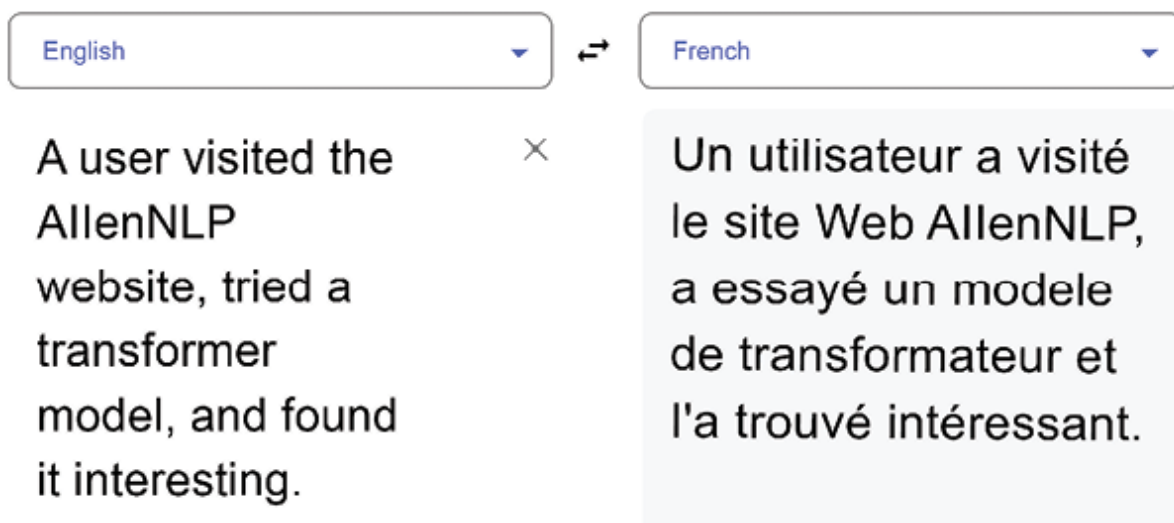 English
French
A user visited the
AllenNLP
website, tried a
transformer
model, and found
it interesting.
Un utilisateur a visité
le site Web AllenNLP,
a essayé un modele
de transformateur et
l'a trouvé intéressant.